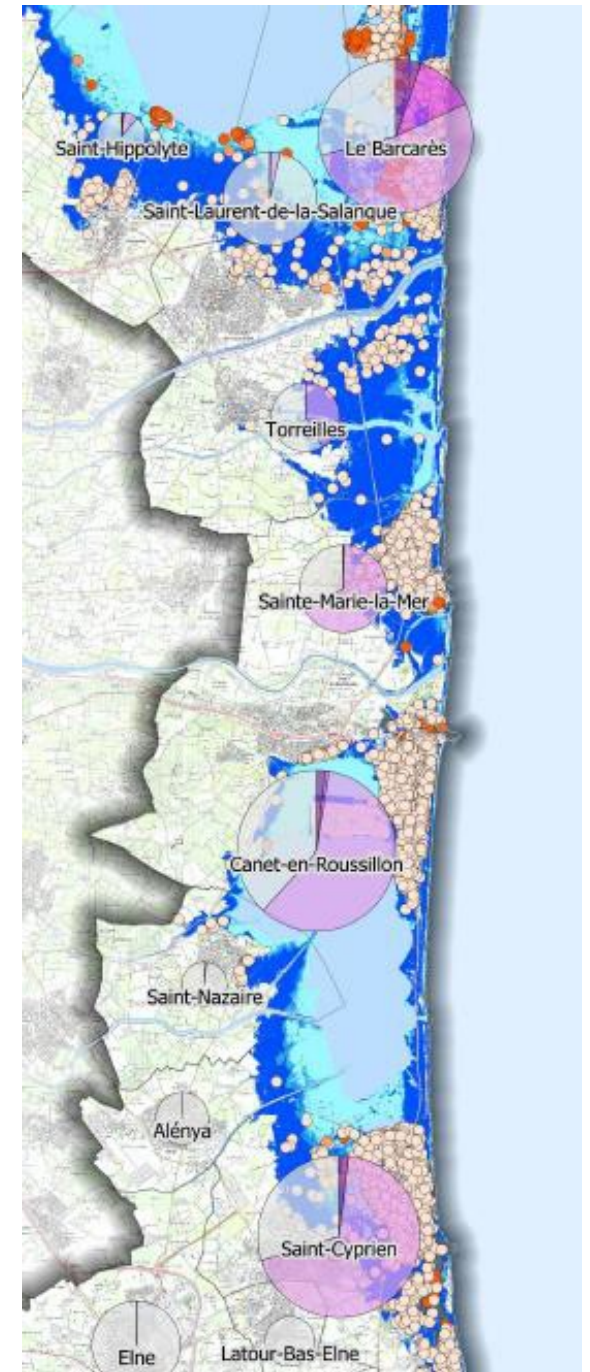 Saint-Hippolyte
Le Barcarès
Saint-Laurent-de-la-Salanque
Torreilles
Sainte-Marie-la-Mer
Canet-en-Roussillon
Saint-Nazaire
Alénya
Saint-Cyprien
Elne
Latour-Bas-Elne